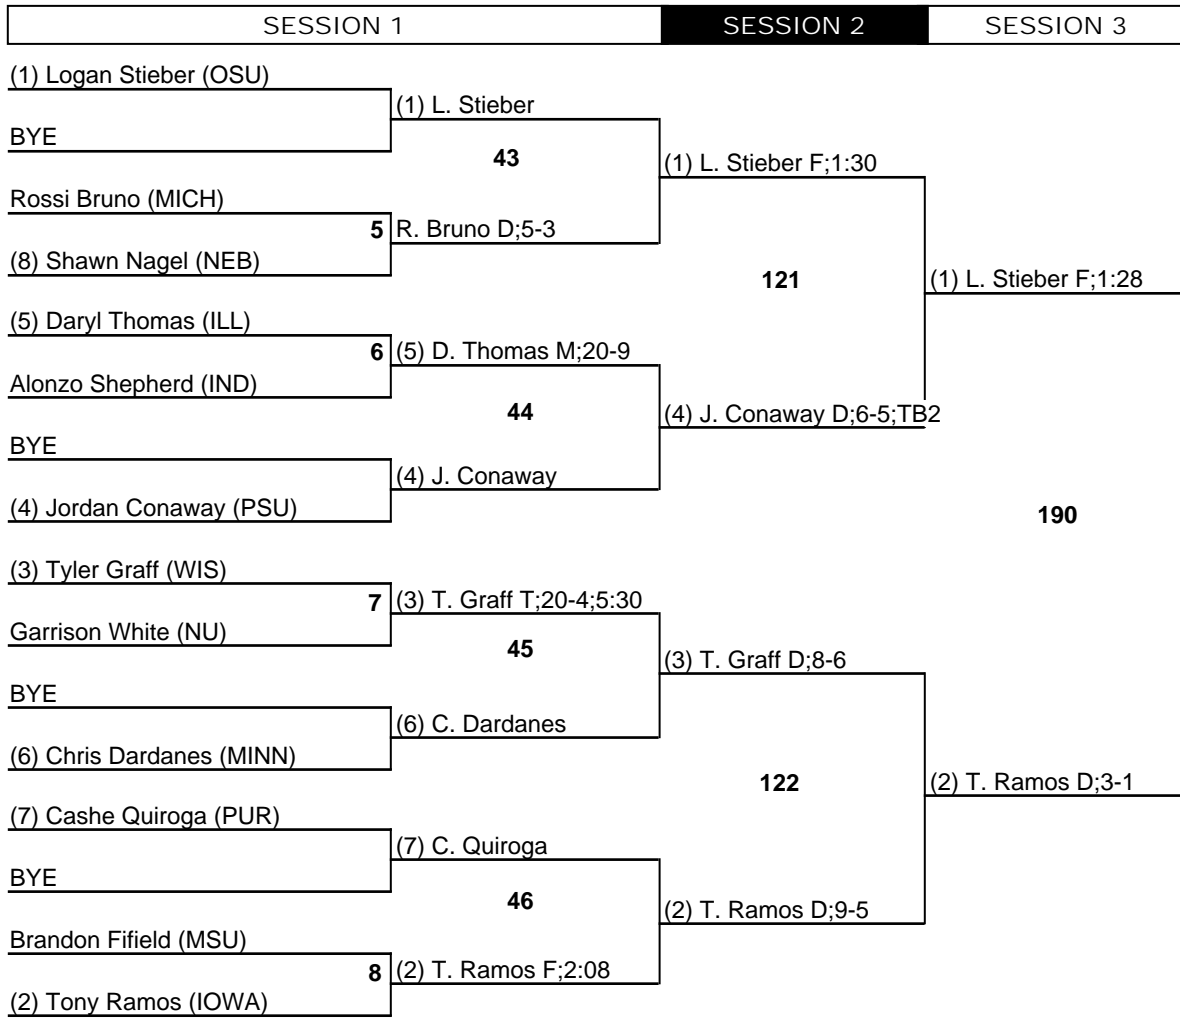 SESSION 1 SESSION 2 SESSION 3
(1) Logan Stieber (OSU)
(1) L. Stieber
BYE
43
(1) L. Stieber F;1:30
Rossi Bruno (MICH)
5 R. Bruno D;5-3
(8) Shawn Nagel (NEB)
121
(1) L. Stieber F;1:28
(5) Daryl Thomas (ILL)
6 (5) D. Thomas M;20-9
Alonzo Shepherd (IND)
44
(4) J. Conaway D;6-5;TB2
BYE
(4) J. Conaway
(4) Jordan Conaway (PSU)
190
(3) Tyler Graff (WIS)
7 (3) T. Graff T;20-4;5:30
Garrison White (NU)
45
(3) T. Graff D;8-6
BYE
(6) C. Dardanes
(6) Chris Dardanes (MINN)
122
(2) T. Ramos D;3-1
(7) Cashe Quiroga (PUR)
(7) C. Quiroga
BYE
46
(2) T. Ramos D;9-5
Brandon Fifield (MSU)
8 (2) T. Ramos F;2:08
(2) Tony Ramos (IOWA)